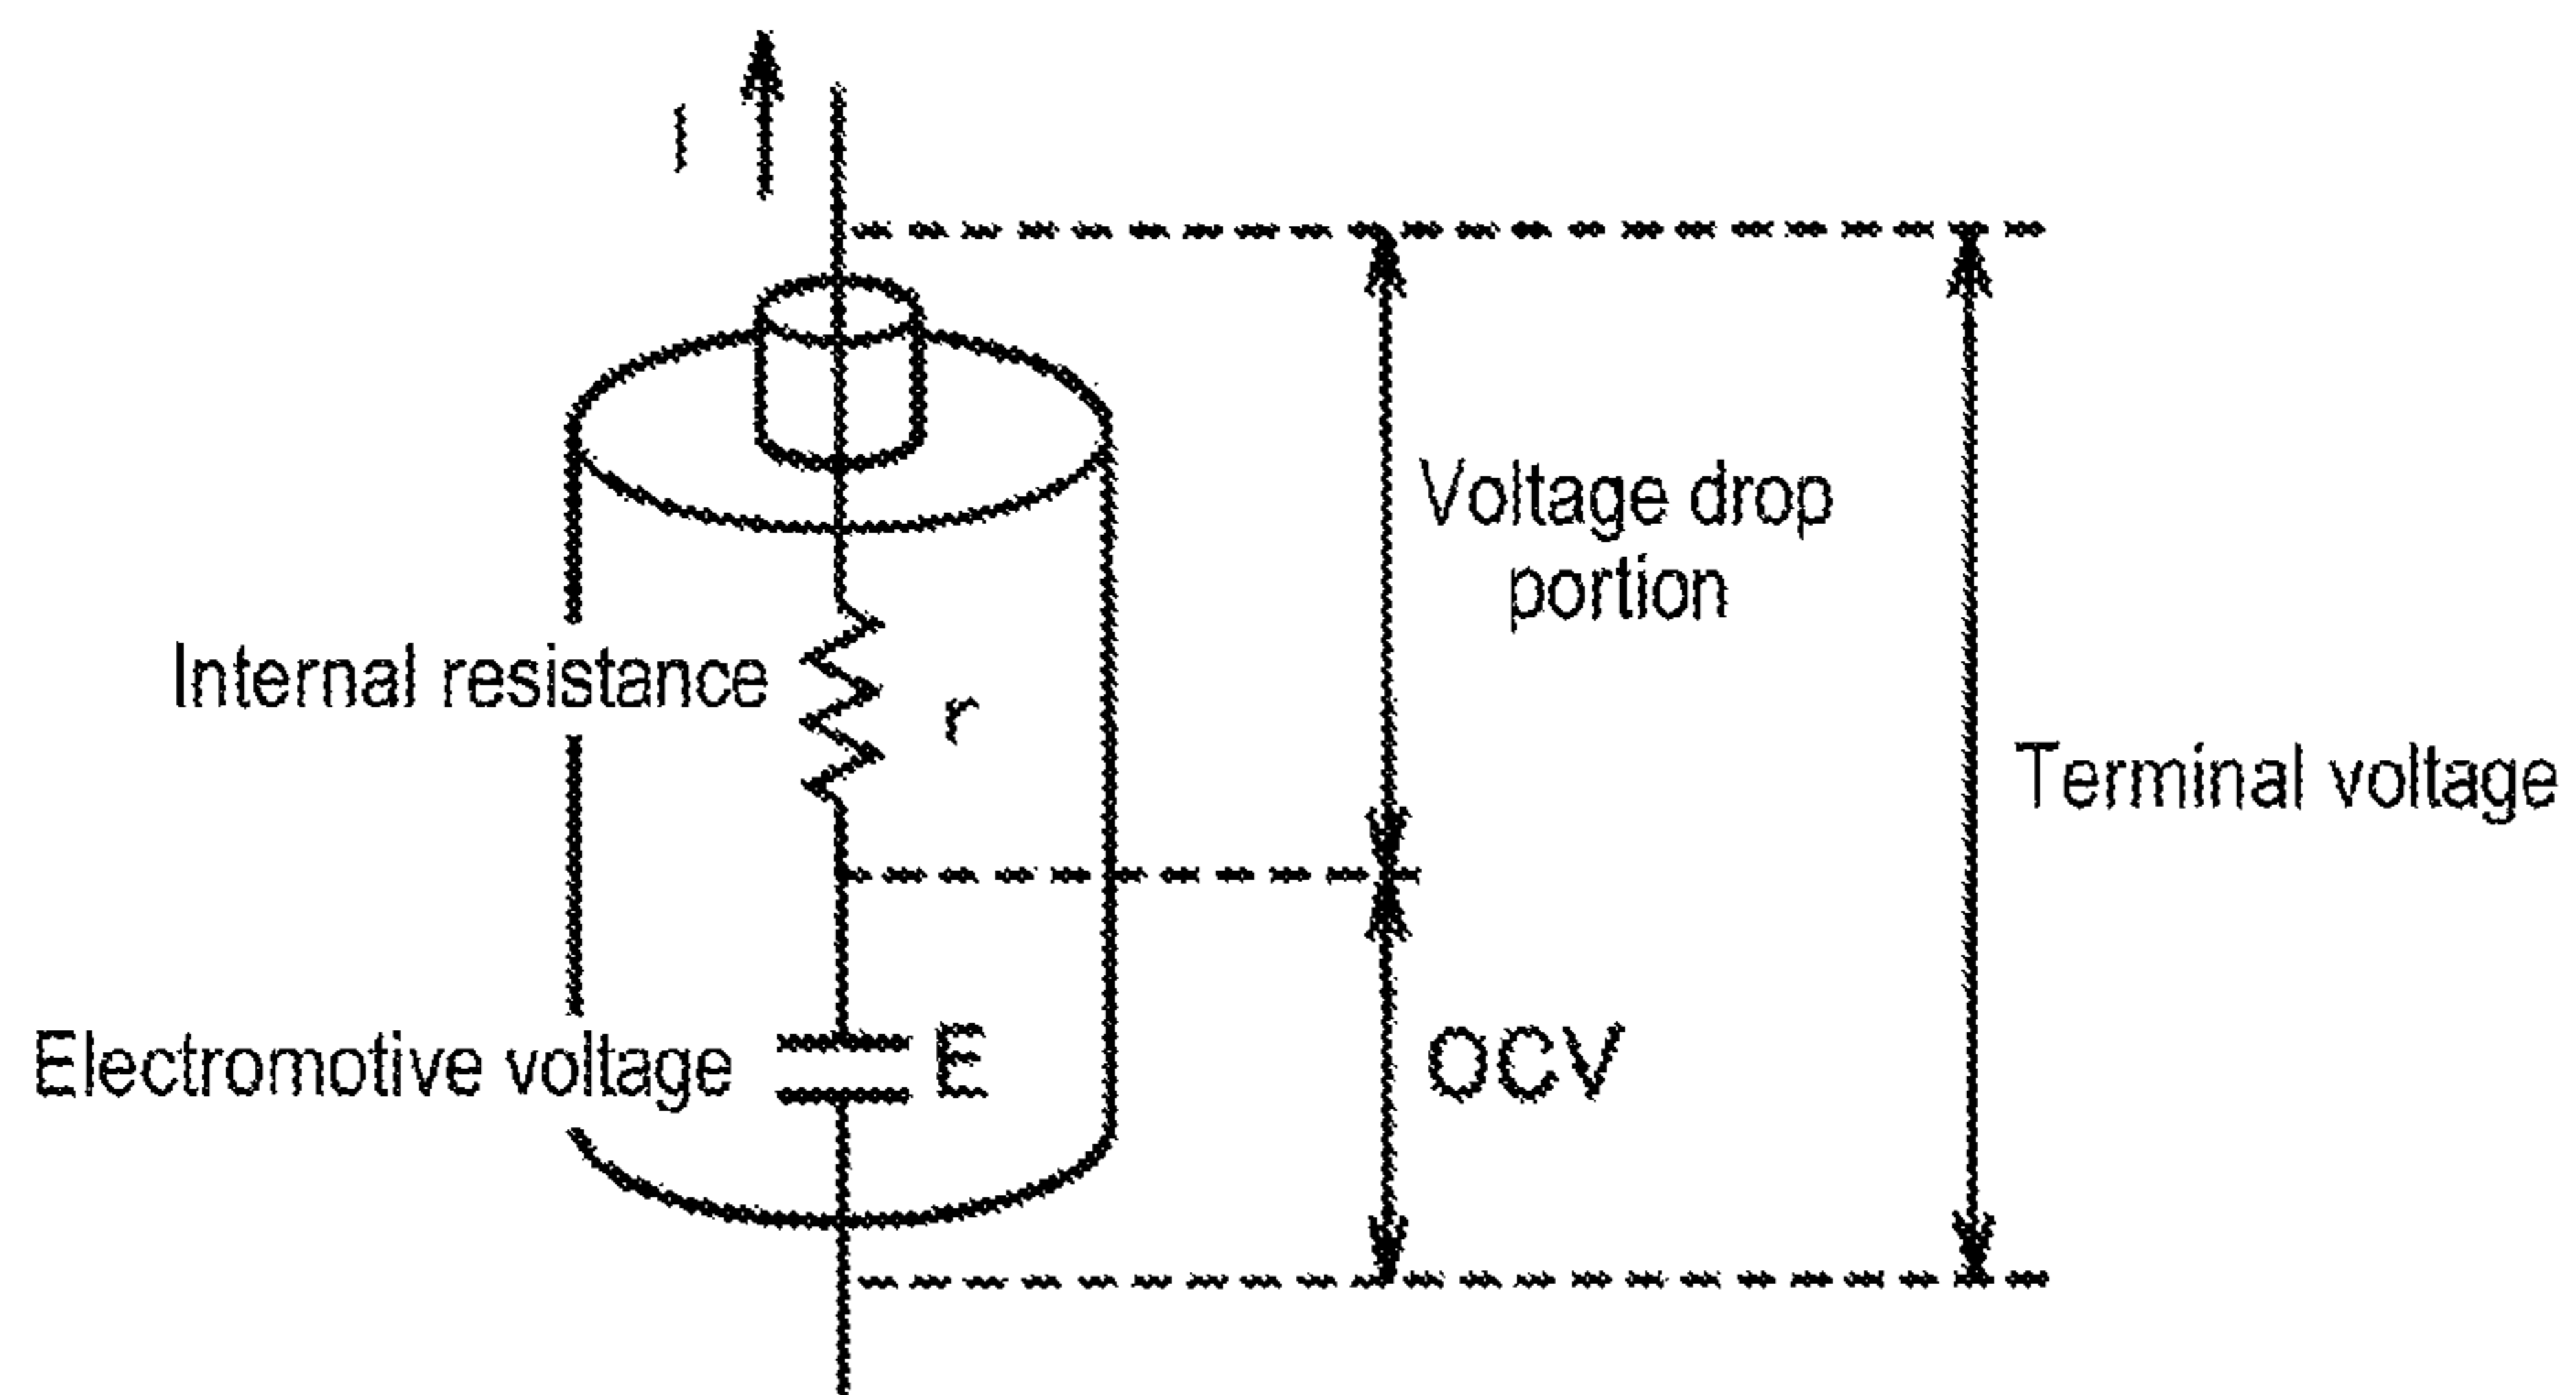 I
Voltage drop
portion
Internal resistance
r
Terminal voltage
Electromotive voltage
E
OCV